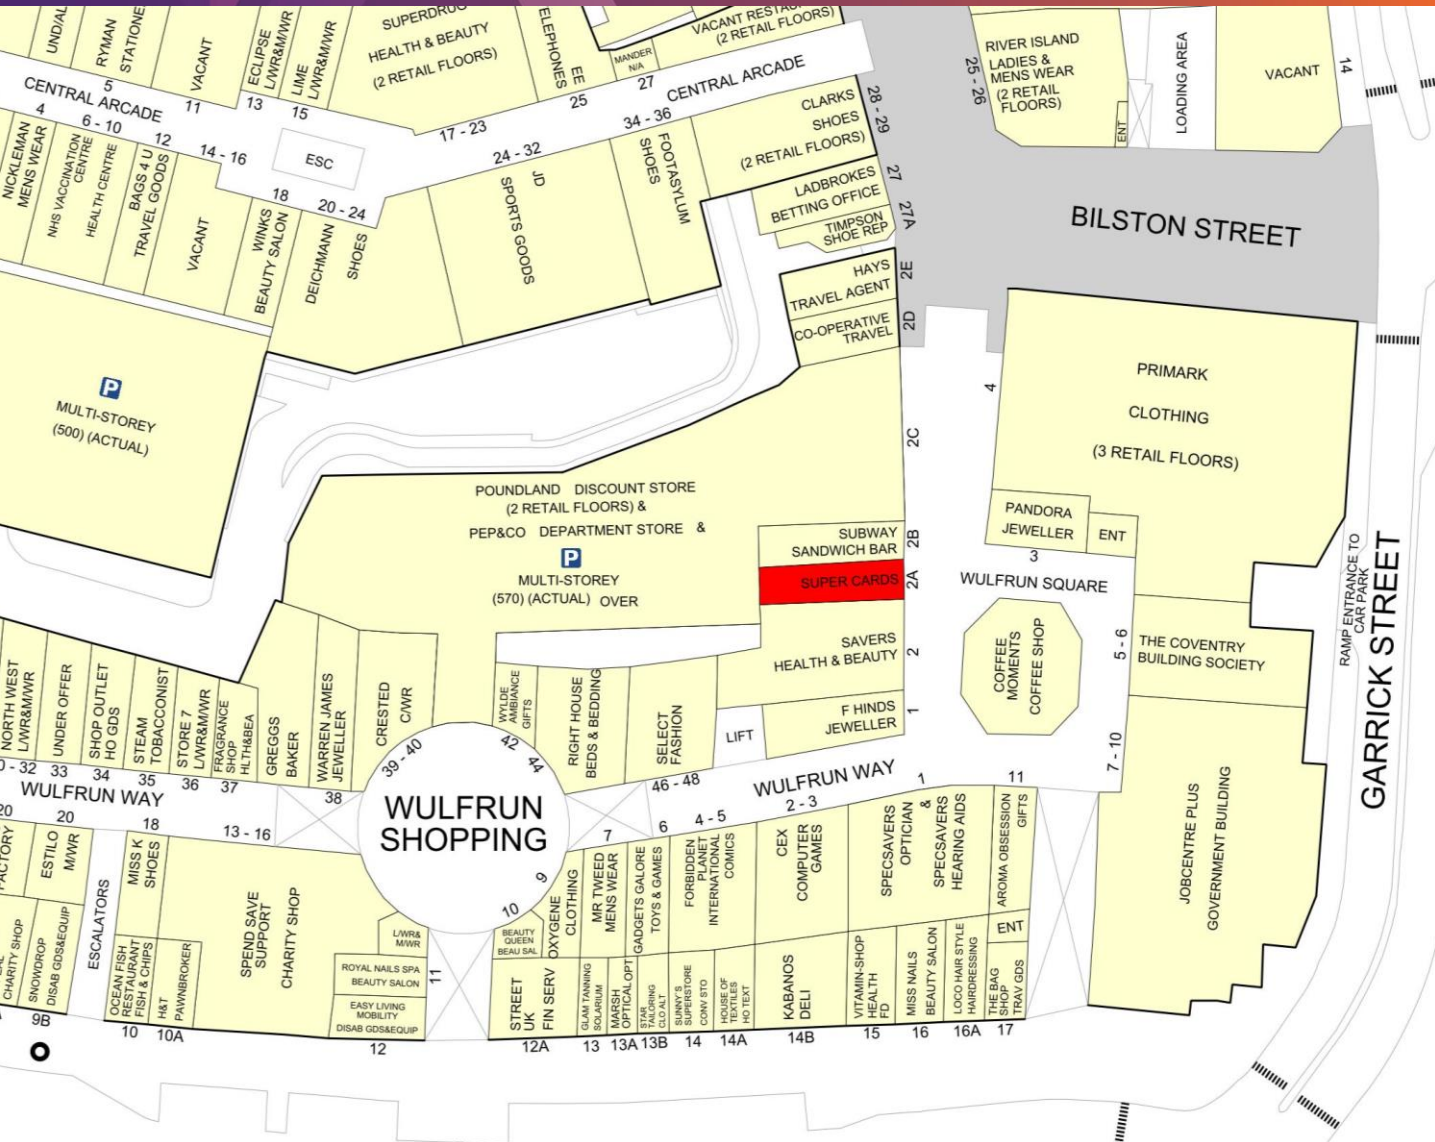 UND/AL
RYMAN
STATIONE
VACANT
ECLIPSE
L/WR&M/WR
LIME
L/WR&M/WR
SUPERDRUG
HEALTH & BEAUTY
(2 RETAIL FLOORS)
EE
TELEPHONES
MANDER
N/A
VACANT RESTAU
(2 RETAIL FLOORS)
RIVER ISLAND
LADIES &
MENS WEAR
(2 RETAIL
FLOORS)
25 - 26
ENT
LOADING AREA
VACANT
14
5
11
13
15
17 - 23
25
27
CENTRAL ARCADE
CENTRAL ARCADE
4
6 - 10
12
14 - 16
18
20 - 24
24 - 32
34 - 36
28 - 29
ESC
NICKLEMAN
MENS WEAR
NHS VACCINATION
CENTRE
HEALTH CENTRE
BAGS 4 U
TRAVEL GOODS
VACANT
WINKS
BEAUTY SALON
DEICHMANN
SHOES
JD
SPORTS GOODS
FOOTASYLUM
SHOES
CLARKS
SHOES
(2 RETAIL FLOORS)
LADBROKES
BETTING OFFICE
27
TIMPSON
SHOE REP
27A
HAYS
TRAVEL AGENT
2E
CO-OPERATIVE
TRAVEL
2D
BILSTON STREET
P
MULTI-STOREY
(500) (ACTUAL)
PRIMARK
CLOTHING
(3 RETAIL FLOORS)
4
2C
POUNDLAND DISCOUNT STORE
(2 RETAIL FLOORS) &
PEP&CO DEPARTMENT STORE &
P
MULTI-STOREY
(570) (ACTUAL) OVER
SUBWAY
SANDWICH BAR
2B
SUPER CARDS
2A
SAVERS
HEALTH & BEAUTY
2
F HINDS
JEWELLER
1
PANDORA
JEWELLER
ENT
3
WULFRUN SQUARE
COFFEE
MOMENTS
COFFEE SHOP
5 - 6
THE COVENTRY
BUILDING SOCIETY
7 - 10
JOBCENTRE PLUS
GOVERNMENT BUILDING
RAMP ENTRANCE TO
CAR PARK
GARRICK STREET
NORTH WEST
L/WR&M/WR
UNDER OFFER
SHOP OUTLET
HO GDS
STEAM
TOBACCONIST
STORE 7
L/WR&M/WR
FRAGRANCE
SHOP
HLTH&BEA
GREGGS
BAKER
WARREN JAMES
JEWELLER
CRESTED
C/WR
WYLDE
AMBIANCE
GIFTS
RIGHT HOUSE
BEDS & BEDDING
SELECT
FASHION
LIFT
0 - 32
33
34
35
36
37
38
39 - 40
42
44
46 - 48
WULFRUN WAY
WULFRUN WAY
WULFRUN
SHOPPING
20
20
18
13 - 16
9
10
7
6
4 - 5
2 - 3
1
11
FACTORY
ESTILO
M/WR
ESCALATORS
MISS K
SHOES
SPEND SAVE
SUPPORT
CHARITY SHOP
L/WR&
M/WR
ROYAL NAILS SPA
BEAUTY SALON
EASY LIVING
MOBILITY
DISAB GDS&EQUIP
11
BEAUTY
QUEEN
BEAU SAL
OXYGENE
CLOTHING
MR TWEED
MENS WEAR
GADGETS GALORE
TOYS & GAMES
FORBIDDEN
PLANET
INTERNATIONAL
COMICS
CEX
COMPUTER
GAMES
SPECSAVERS
OPTICIAN
&
SPECSAVERS
HEARING AIDS
AROMA OBSESSION
GIFTS
ENT
CHARITY SHOP
SNOWDROP
DISAB GDS&EQUIP
OCEAN FISH
RESTAURANT
FISH & CHIPS
H&T
PAWNBROKER
STREET
UK
FIN SERV
GLAM TANNING
SOLARIUM
MARSH
OPTICAL OPT
STAR
TAILORING
CLO ALT
SUNNY'S
SUPERSTORE
CONV STO
HOUSE OF
TEXTILES
HO TEXT
KABANOS
DELI
VITAMIN-SHOP
HEALTH
FD
MISS NAILS
BEAUTY SALON
LOCO HAIR STYLE
HAIRDRESSING
THE BAG
SHOP
TRAV GDS
9B
10
10A
12
12A
13
13A
13B
14
14A
14B
15
16
16A
17